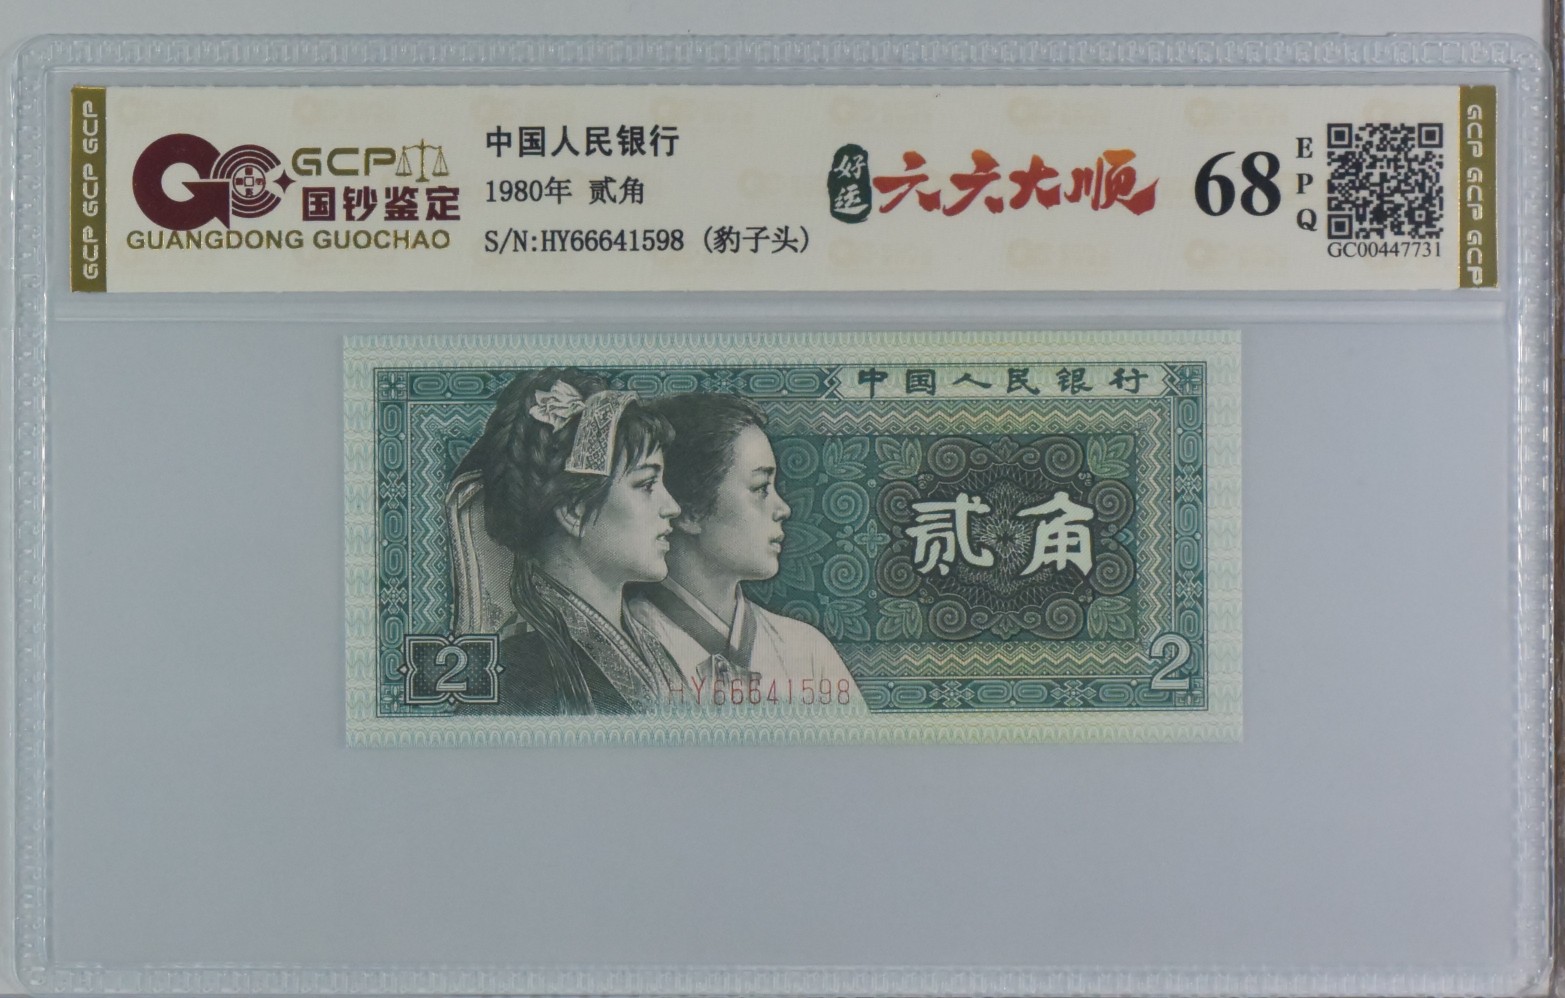 GCP
国钞鉴定
GUANGDONG GUOCHAO
中国人民银行
1980年 贰角
S/N:HY66641598 (豹子头)
好运
六六大顺
68
EPQ
GC00447731
GCP GCP GCP
GCP GCP GCP
中国人民银行
贰角
2
2
HY66641598